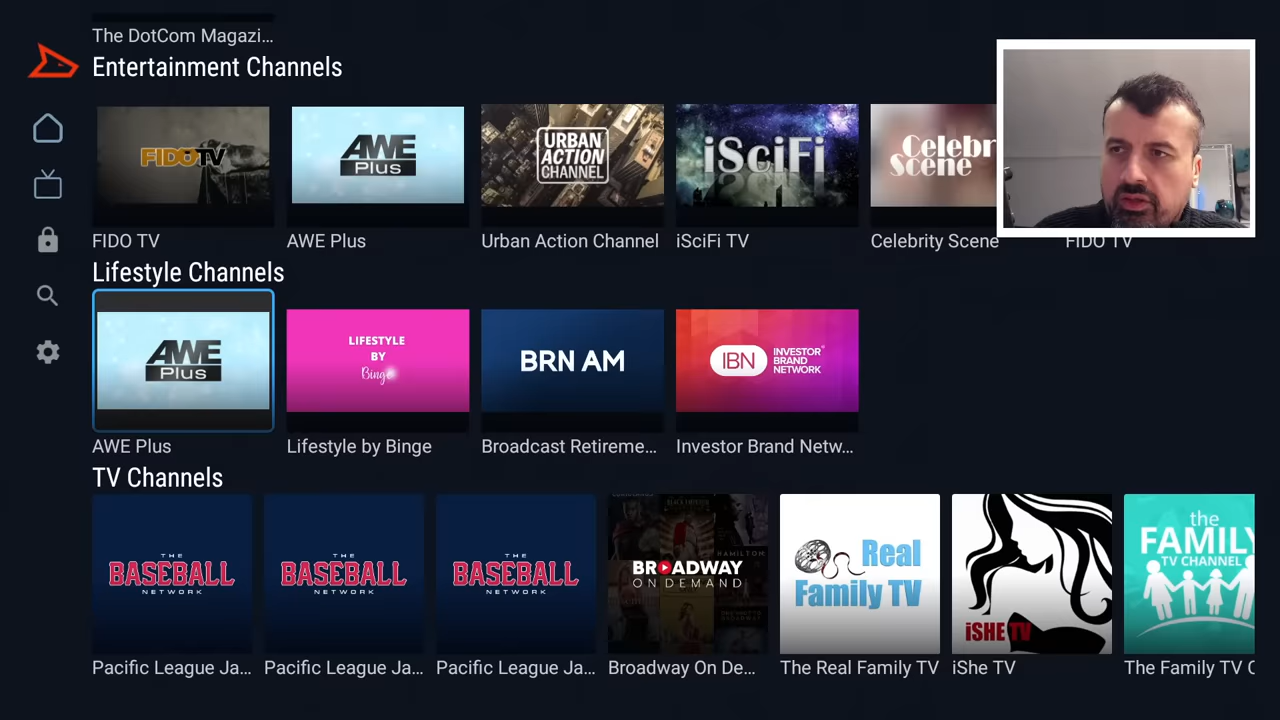 The DotCom Magazi...
Entertainment Channels
FIDOTV
AWE
Plus
URBAN
ACTION
CHANNEL
iSciFi
Celebr
Scene
FIDO TV
AWE Plus
Urban Action Channel
iSciFi TV
Celebrity Scene
FIDO TV
Lifestyle Channels
AWE
Plus
LIFESTYLE
BY
Binge
BRN AM
IBN
INVESTOR
BRAND
NETWORK
AWE Plus
Lifestyle by Binge
Broadcast Retireme...
Investor Brand Netw...
TV Channels
THE
BASEBALL
NETWORK
THE
BASEBALL
NETWORK
THE
BASEBALL
NETWORK
HAMILTON
BROADWAY
ON DEMAND
Real
Family TV
iSHE TV
the
FAMILY
TV CHANNEL
Pacific League Ja...
Pacific League Ja...
Pacific League Ja...
Broadway On De...
The Real Family TV
iShe TV
The Family TV C